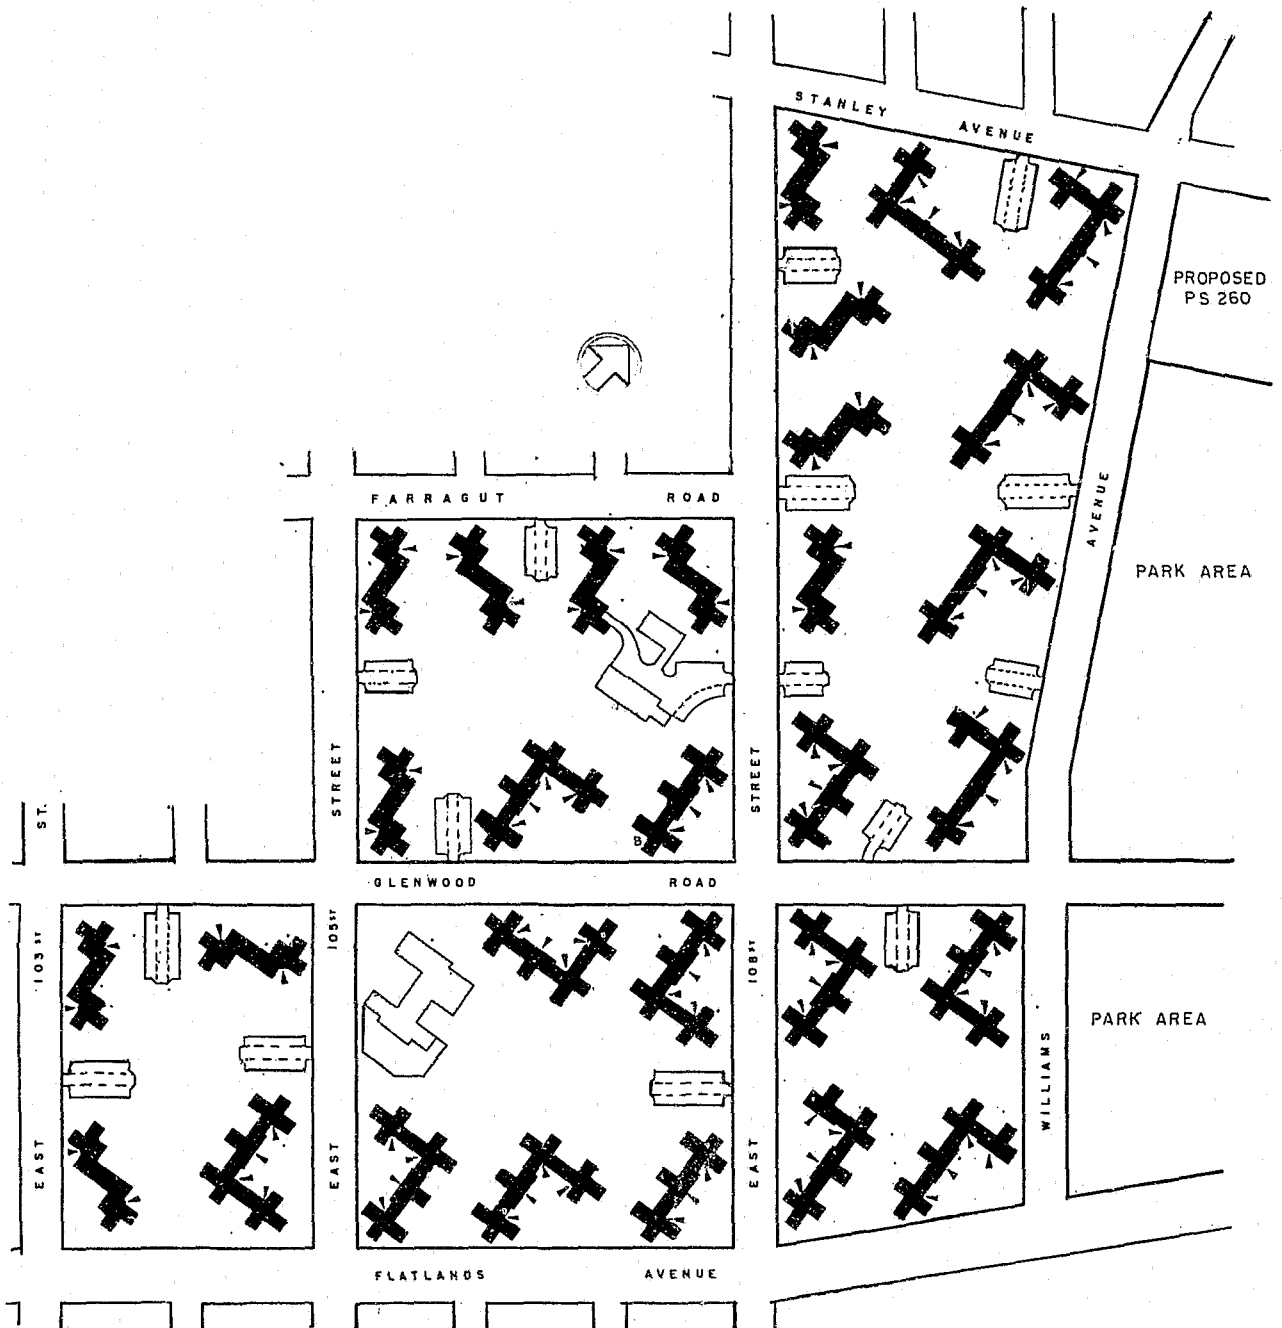 STANLEY AVENUE
PROPOSED
PS 260
FARRAGUT ROAD
AVENUE
PARK AREA
STREET
STREET
ST.
B
GLENWOOD ROAD
103 ST
105 ST
108 ST
PARK AREA
WILLIAMS
EAST
EAST
EAST
FLATLANDS AVENUE